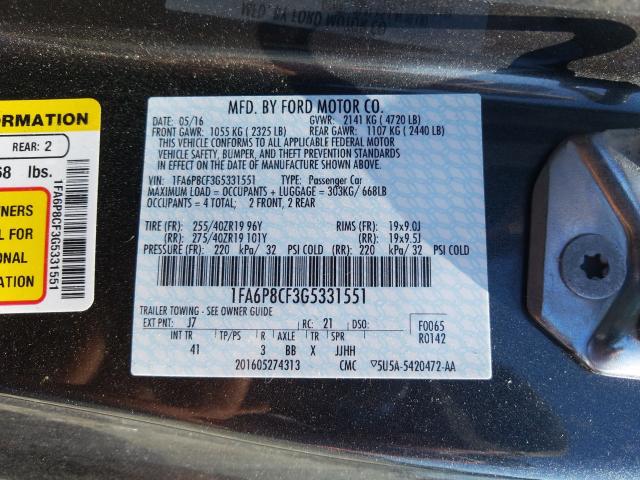 ORMATION
REAR: 2
68 lbs.
WNERS
L FOR
ONAL
ION
1FA6P8CF3G5331551
MFD. BY FORD MOTOR CO.
05/16 GVWR: 2141 KG ( 4720 LB)
FRONT GAWR: 1055 KG ( 2325 LB) REAR GAWR: 1107 KG ( 2440 LB)
THIS VEHICLE CONFORMS TO ALL APPLICABLE FEDERAL MOTOR
VEHICLE SAFETY, BUMPER, AND THEFT PREVENTION STANDARDS
IN EFFECT ON THE DATE OF MANUFACTURE SHOWN ABOVE.
VIN: 1FA6P8CF3G5331551 TYPE: Passenger Car
MAXIMUM LOAD = OCCUPANTS + LUGGAGE = 303KG/ 668LB
OCCUPANTS = 4 TOTAL; 2 FRONT, 2 REAR
TIRE (FR): 255/40ZR19 96Y RIMS (FR): 19x9.0J
(RR): 275/40ZR19 101Y (RR): 19x9.5J
PRESSURE (FR): 220 kPa/ 32 PSI COLD (RR): 220 kPa/ 32 PSI COLD
1FA6P8CF3G5331551
TRAILER TOWING - SEE OWNER GUIDE
EXT PNT: J7 RC: 21 DSO: F0065
R0142
INT TR TP/PS R AXLE TR SPR
41 3 BB X JJHH
201605274313 CMC 5U5A-5420472-AA